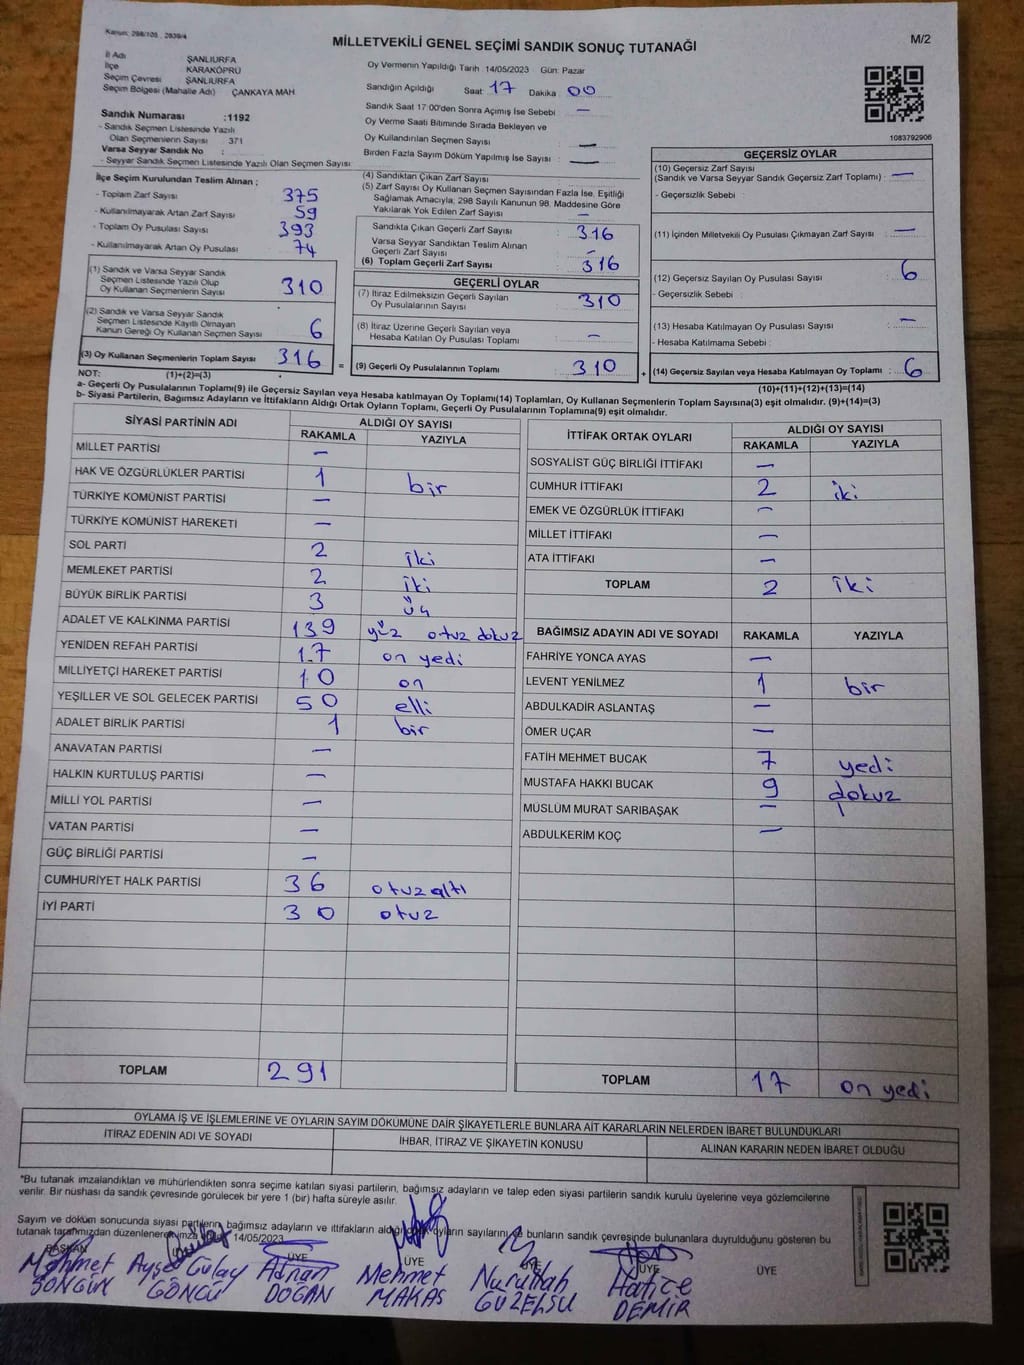 Kanun: 298/105 , 2839/4
MİLLETVEKİLİ GENEL SEÇİMİ SANDIK SONUÇ TUTANAĞI
M/2
İl Adı ŞANLIURFA
İlçe KARAKÖPRÜ
Seçim Çevresi ŞANLIURFA
Seçim Bölgesi (Mahalle Adı) ÇANKAYA MAH
Oy Vermenin Yapıldığı Tarih 14/05/2023 Gün: Pazar
Sandığın Açıldığı Saat 17 Dakika 00
Sandık Saat 17:00'den Sonra Açımış İse Sebebi —
Oy Verme Saati Bitiminde Sırada Bekleyen ve
Oy Kullandırılan Seçmen Sayısı —
Birden Fazla Sayım Döküm Yapılmış İse Sayısı —
1083792906
Sandık Numarası :1192
- Sandık Seçmen Listesinde Yazılı
Olan Seçmenlerin Sayısı 371
Varsa Seyyar Sandık No :
- Seyyar Sandık Seçmen Listesinde Yazılı Olan Seçmen Sayısı
İlçe Seçim Kurulundan Teslim Alınan ;
- Toplam Zarf Sayısı 375
- Kullanılmayarak Artan Zarf Sayısı 59
- Toplam Oy Pusulası Sayısı 393
- Kullanılmayarak Artan Oy Pusulası 74
(1) Sandık ve Varsa Seyyar Sandık
Seçmen Listesinde Yazılı Olup
Oy Kullanan Seçmenlerin Sayısı 310
(2) Sandık ve Varsa Seyyar Sandık
Seçmen Listesinde Kayıtlı Olmayan
Kanun Gereği Oy Kullanan Seçmen Sayısı 6
(3) Oy Kullanan Seçmenlerin Toplam Sayısı 316 =
(4) Sandıktan Çıkan Zarf Sayısı
(5) Zarf Sayısı Oy Kullanan Seçmen Sayısından Fazla İse, Eşitliği
Sağlamak Amacıyla, 298 Sayılı Kanunun 98. Maddesine Göre
Yakılarak Yok Edilen Zarf Sayısı —
Sandıkta Çıkan Geçerli Zarf Sayısı 316
Varsa Seyyar Sandıktan Teslim Alınan
Geçerli Zarf Sayısı —
(6) Toplam Geçerli Zarf Sayısı : 316
GEÇERLİ OYLAR
(7) İtiraz Edilmeksizin Geçerli Sayılan
Oy Pusulalarının Sayısı : 310
(8) İtiraz Üzerine Geçerli Sayılan veya
Hesaba Katılan Oy Pusulası Toplamı : —
(9) Geçerli Oy Pusulalarının Toplamı : 310 +
GEÇERSİZ OYLAR
(10) Geçersiz Zarf Sayısı
(Sandık ve Varsa Seyyar Sandık Geçersiz Zarf Toplamı) : —
- Geçersizlik Sebebi :
(11) İçinden Milletvekili Oy Pusulası Çıkmayan Zarf Sayısı : —
(12) Geçersiz Sayılan Oy Pusulası Sayısı : 6
- Geçersizlik Sebebi :
(13) Hesaba Katılmayan Oy Pusulası Sayısı : —
- Hesaba Katılmama Sebebi :
(14) Geçersiz Sayılan veya Hesaba Katılmayan Oy Toplamı : 6
NOT: (1)+(2)=(3) (10)+(11)+(12)+(13)=(14)
a- Geçerli Oy Pusulalarının Toplamı(9) ile Geçersiz Sayılan veya Hesaba katılmayan Oy Toplamı(14) Toplamları, Oy Kullanan Seçmenlerin Toplam Sayısına(3) eşit olmalıdır. (9)+(14)=(3)
b- Siyasi Partilerin, Bağımsız Adayların ve İttifakların Aldığı Ortak Oyların Toplamı, Geçerli Oy Pusulalarının Toplamına(9) eşit olmalıdır.
SİYASİ PARTİNİN ADI ALDIĞI OY SAYISI
RAKAMLA YAZIYLA
MİLLET PARTİSİ —
HAK VE ÖZGÜRLÜKLER PARTİSİ 1 bir
TÜRKİYE KOMÜNİST PARTİSİ —
TÜRKİYE KOMÜNİST HAREKETİ —
SOL PARTİ 2 iki
MEMLEKET PARTİSİ 2 iki
BÜYÜK BİRLİK PARTİSİ 3 üç
ADALET VE KALKINMA PARTİSİ 139 yüz otuz dokuz
YENİDEN REFAH PARTİSİ 17 on yedi
MİLLİYETÇİ HAREKET PARTİSİ 10 on
YEŞİLLER VE SOL GELECEK PARTİSİ 50 elli
ADALET BİRLİK PARTİSİ 1 bir
ANAVATAN PARTİSİ —
HALKIN KURTULUŞ PARTİSİ —
MİLLİ YOL PARTİSİ —
VATAN PARTİSİ —
GÜÇ BİRLİĞİ PARTİSİ —
CUMHURİYET HALK PARTİSİ 36 otuz altı
İYİ PARTİ 30 otuz
TOPLAM 291
İTTİFAK ORTAK OYLARI ALDIĞI OY SAYISI
RAKAMLA YAZIYLA
SOSYALİST GÜÇ BİRLİĞİ İTTİFAKI —
CUMHUR İTTİFAKI 2 iki
EMEK VE ÖZGÜRLÜK İTTİFAKI —
MİLLET İTTİFAKI —
ATA İTTİFAKI —
TOPLAM 2 iki
BAĞIMSIZ ADAYIN ADI VE SOYADI RAKAMLA YAZIYLA
FAHRİYE YONCA AYAS —
LEVENT YENİLMEZ 1 bir
ABDULKADİR ASLANTAŞ —
ÖMER UÇAR —
FATİH MEHMET BUCAK 7 yedi
MUSTAFA HAKKI BUCAK 9 dokuz
MÜSLÜM MURAT SARIBAŞAK —
ABDULKERİM KOÇ —
TOPLAM 17 on yedi
OYLAMA İŞ VE İŞLEMLERİNE VE OYLARIN SAYIM DÖKÜMÜNE DAİR ŞİKAYETLERLE BUNLARA AİT KARARLARIN NELERDEN İBARET BULUNDUKLARI
İTİRAZ EDENİN ADI VE SOYADI İHBAR, İTİRAZ VE ŞİKAYETİN KONUSU ALINAN KARARIN NEDEN İBARET OLDUĞU
*Bu tutanak imzalandıktan ve mühürlendikten sonra seçime katılan siyasi partilerin, bağımsız adayların ve talep eden siyasi partilerin sandık kurulu üyelerine veya gözlemcilerine
verilir. Bir nüshası da sandık çevresinde görülecek bir yere 1 (bir) hafta süreyle asılır.
Sayım ve döküm sonucunda siyasi partilerin, bağımsız adayların ve ittifakların aldığı oyların sayılarını ve bunların sandık çevresinde bulunanlara duyrulduğunu gösteren bu
tutanak tarafımızdan düzenlenerek imza 14/05/2023
BAŞKAN ÜYE ÜYE ÜYE ÜYE
Mehmet Ayşe Gülay Adnan Mehmet Nurullah Hatice
SONGUR GÖNCÜ DOĞAN MAKAS GÜZELSU DEMİR